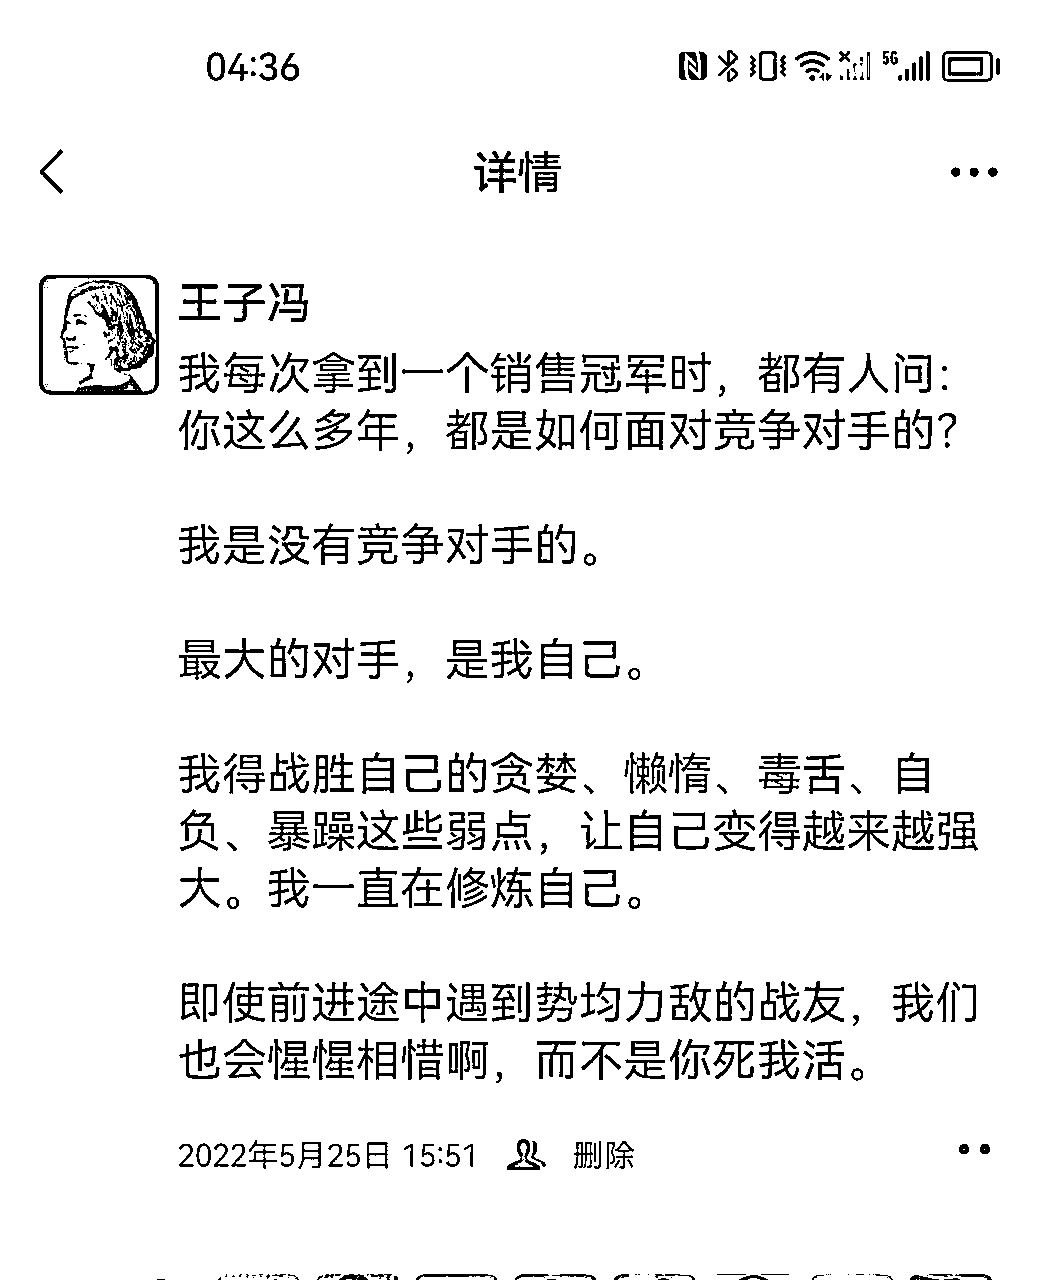 04:36
5G
详情
王子冯
我每次拿到一个销售冠军时，都有人问：
你这么多年，都是如何面对竞争对手的？
我是没有竞争对手的。
最大的对手，是我自己。
我得战胜自己的贪婪、懒惰、毒舌、自
负、暴躁这些弱点，让自己变得越来越强
大。我一直在修炼自己。
即使前进途中遇到势均力敌的战友，我们
也会惺惺相惜啊，而不是你死我活。
2022年5月25日 15:51 删除